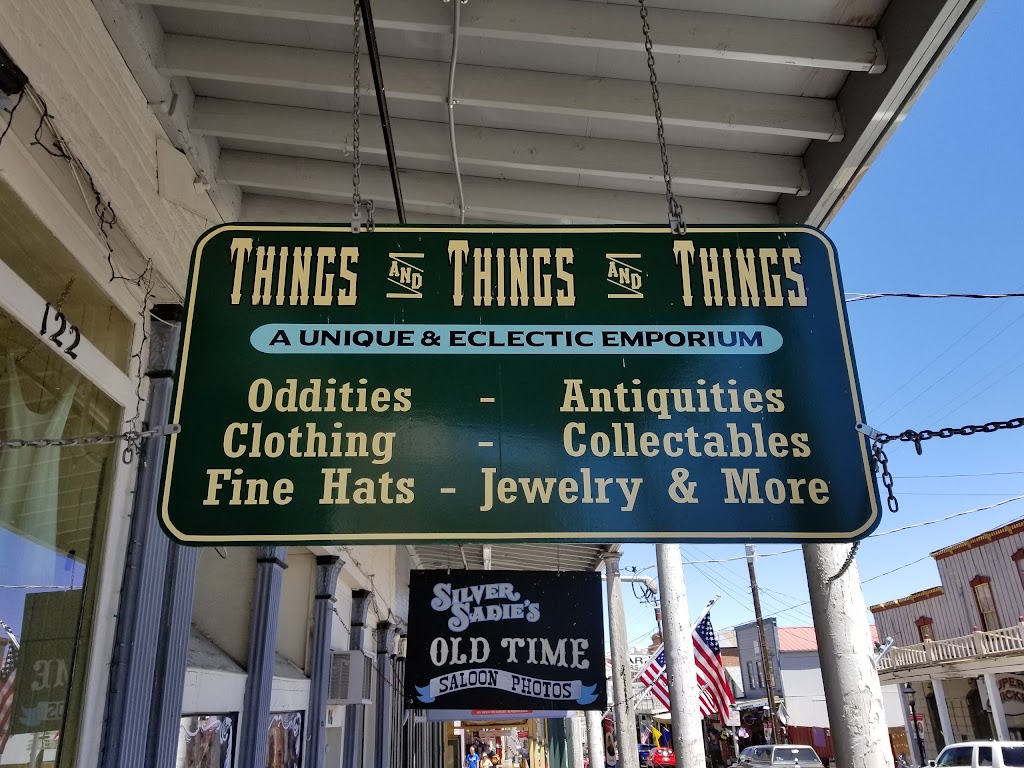 THINGS AND THINGS AND THINGS
A UNIQUE & ECLECTIC EMPORIUM
Oddities - Antiquities
Clothing - Collectables
Fine Hats - Jewelry & More
122
SILVER
SADIE'S
OLD TIME
SALOON PHOTOS